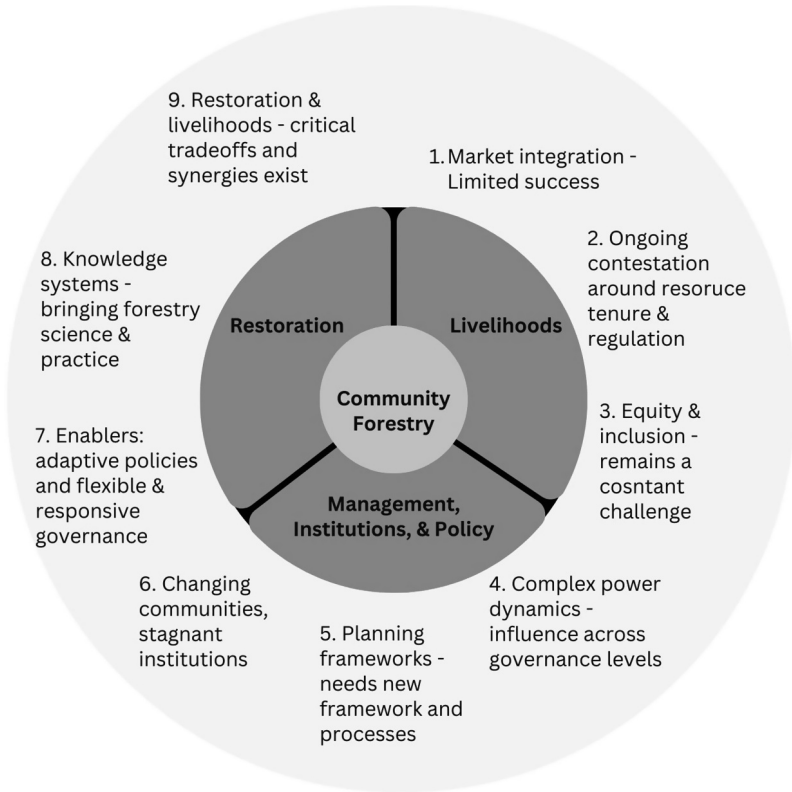 9. Restoration &
livelihoods - critical
tradeoffs and
synergies exist
1. Market integration -
Limited success
2. Ongoing
contestation
around resoruce
tenure &
regulation
8. Knowledge
systems -
bringing forestry
science &
practice
Restoration
Livelihoods
Community
Forestry
3. Equity &
inclusion -
remains a
cosntant
challenge
7. Enablers:
adaptive policies
and flexible &
responsive
governance
Management,
Institutions, & Policy
6. Changing
communities,
stagnant
institutions
5. Planning
frameworks -
needs new
framework and
processes
4. Complex power
dynamics -
influence across
governance levels